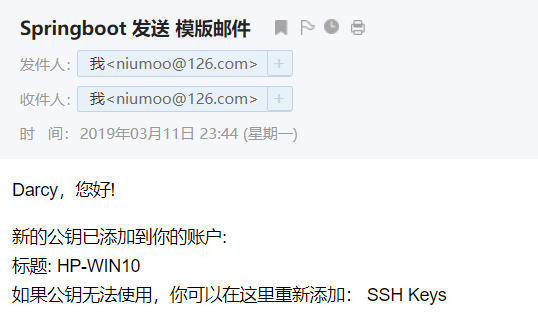 Springboot 发送 模版邮件
发件人: 我<niumoo@126.com> +
收件人: 我<niumoo@126.com> +
时 间: 2019年03月11日 23:44 (星期一)
Darcy，您好!
新的公钥已添加到你的账户:
标题: HP-WIN10
如果公钥无法使用，你可以在这里重新添加： SSH Keys